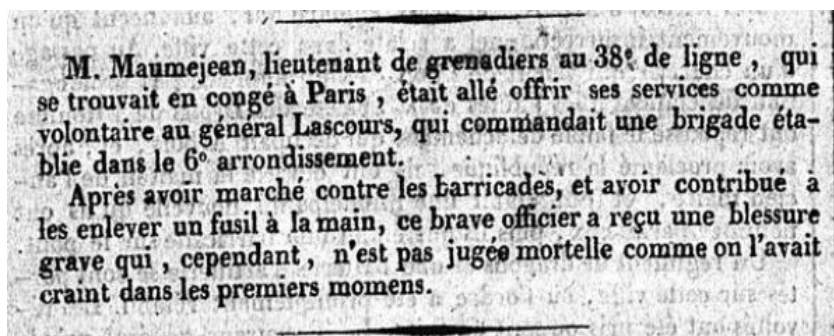 M. Maumejean, lieutenant de grenadiers au 38e de ligne, qui
se trouvait en congé à Paris, était allé offrir ses services comme
volontaire au général Lascours, qui commandait une brigade éta-
blie dans le 6e arrondissement.
Après avoir marché contre les barricades, et avoir contribué à
les enlever un fusil à la main, ce brave officier a reçu une blessure
grave qui, cependant, n'est pas jugée mortelle comme on l'avait
craint dans les premiers momens.